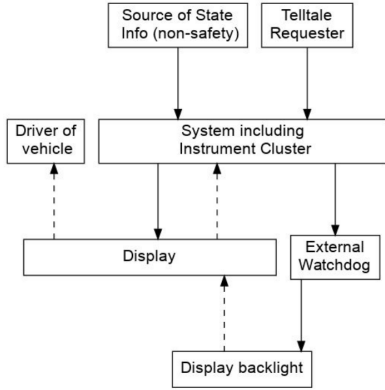 Source of State
Info (non-safety)
Telltale
Requester
Driver of
vehicle
System including
Instrument Cluster
Display
External
Watchdog
Display backlight